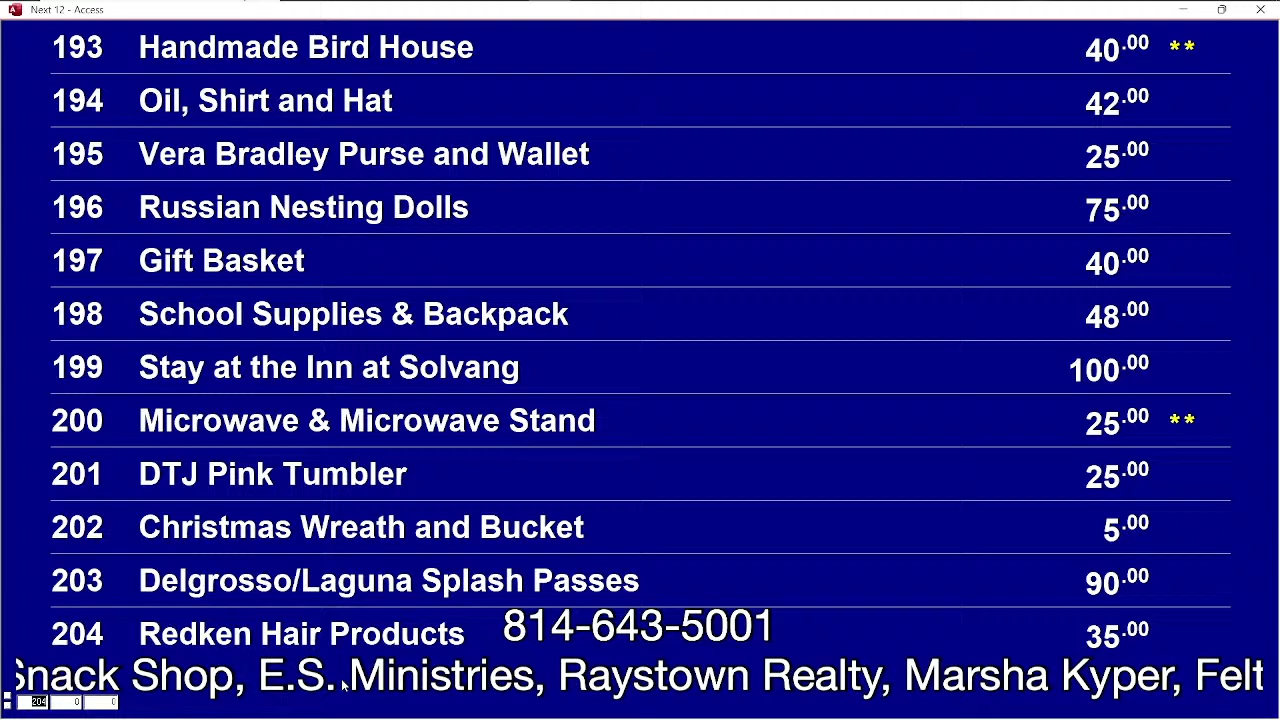 Next 12 - Access
193 Handmade Bird House 40.00 **
194 Oil, Shirt and Hat 42.00
195 Vera Bradley Purse and Wallet 25.00
196 Russian Nesting Dolls 75.00
197 Gift Basket 40.00
198 School Supplies & Backpack 48.00
199 Stay at the Inn at Solvang 100.00
200 Microwave & Microwave Stand 25.00 **
201 DTJ Pink Tumbler 25.00
202 Christmas Wreath and Bucket 5.00
203 Delgrosso/Laguna Splash Passes 90.00
204 Redken Hair Products 35.00
814-643-5001
Snack Shop, E.S. Ministries, Raystown Realty, Marsha Kyper, Felt
204 0 0